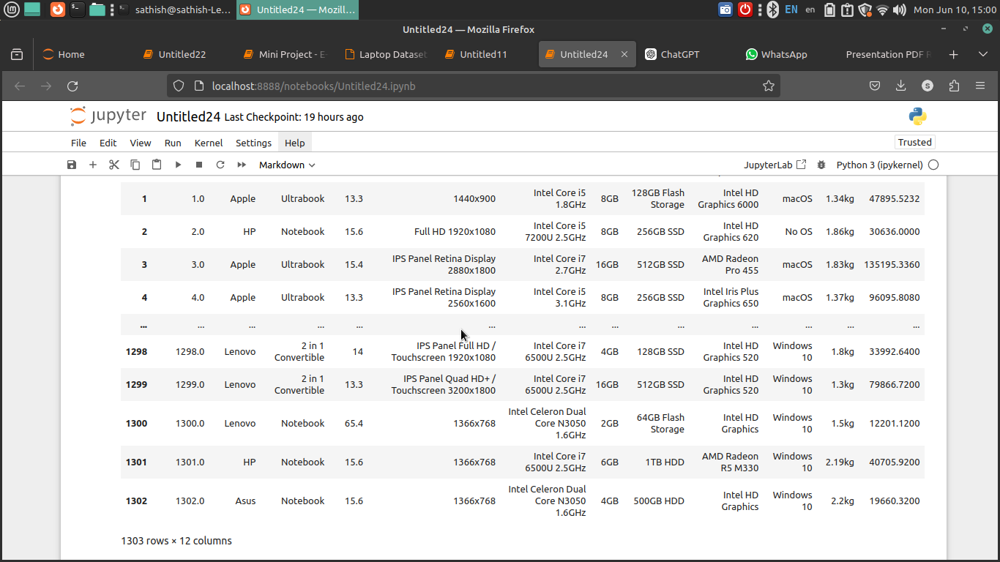 sathish@sathish-Le...
Untitled24 — Mozill...
EN
en
Mon Jun 10, 15:00
Untitled24 — Mozilla Firefox
Home
Untitled22
Mini Project - E
Laptop Dataset
Untitled11
Untitled24
ChatGPT
WhatsApp
Presentation PDF R
localhost:8888/notebooks/Untitled24.ipynb
S
jupyter Untitled24 Last Checkpoint: 19 hours ago
File Edit View Run Kernel Settings Help
Trusted
Markdown
JupyterLab
Python 3 (ipykernel)
1 1.0 Apple Ultrabook 13.3 1440x900 Intel Core i5 1.8GHz 8GB 128GB Flash Storage Intel HD Graphics 6000 macOS 1.34kg 47895.5232
2 2.0 HP Notebook 15.6 Full HD 1920x1080 Intel Core i5 7200U 2.5GHz 8GB 256GB SSD Intel HD Graphics 620 No OS 1.86kg 30636.0000
3 3.0 Apple Ultrabook 15.4 IPS Panel Retina Display 2880x1800 Intel Core i7 2.7GHz 16GB 512GB SSD AMD Radeon Pro 455 macOS 1.83kg 135195.3360
4 4.0 Apple Ultrabook 13.3 IPS Panel Retina Display 2560x1600 Intel Core i5 3.1GHz 8GB 256GB SSD Intel Iris Plus Graphics 650 macOS 1.37kg 96095.8080
... ... ... ... ... ... ... ... ... ... ... ... ...
1298 1298.0 Lenovo 2 in 1 Convertible 14 IPS Panel Full HD / Touchscreen 1920x1080 Intel Core i7 6500U 2.5GHz 4GB 128GB SSD Intel HD Graphics 520 Windows 10 1.8kg 33992.6400
1299 1299.0 Lenovo 2 in 1 Convertible 13.3 IPS Panel Quad HD+ / Touchscreen 3200x1800 Intel Core i7 6500U 2.5GHz 16GB 512GB SSD Intel HD Graphics 520 Windows 10 1.3kg 79866.7200
1300 1300.0 Lenovo Notebook 65.4 1366x768 Intel Celeron Dual Core N3050 1.6GHz 2GB 64GB Flash Storage Intel HD Graphics Windows 10 1.5kg 12201.1200
1301 1301.0 HP Notebook 15.6 1366x768 Intel Core i7 6500U 2.5GHz 6GB 1TB HDD AMD Radeon R5 M330 Windows 10 2.19kg 40705.9200
1302 1302.0 Asus Notebook 15.6 1366x768 Intel Celeron Dual Core N3050 1.6GHz 4GB 500GB HDD Intel HD Graphics Windows 10 2.2kg 19660.3200
1303 rows × 12 columns